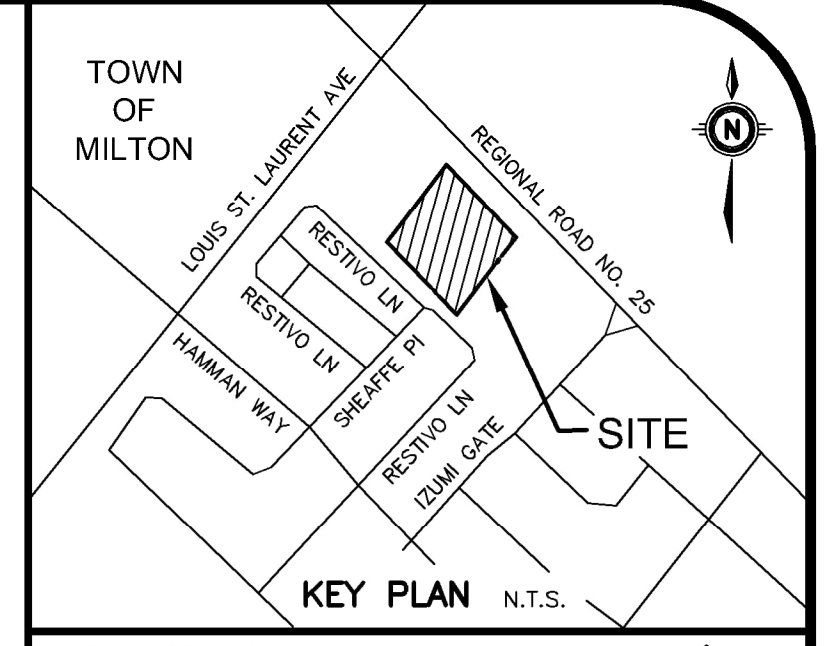 TOWN
OF
MILTON
LOUIS ST. LAURENT AVE
REGIONAL ROAD NO. 25
N
RESTIVO LN
RESTIVO LN
HAMMAN WAY
SHEAFFE Pl
RESTIVO LN
IZUMI GATE
SITE
KEY PLAN N.T.S.